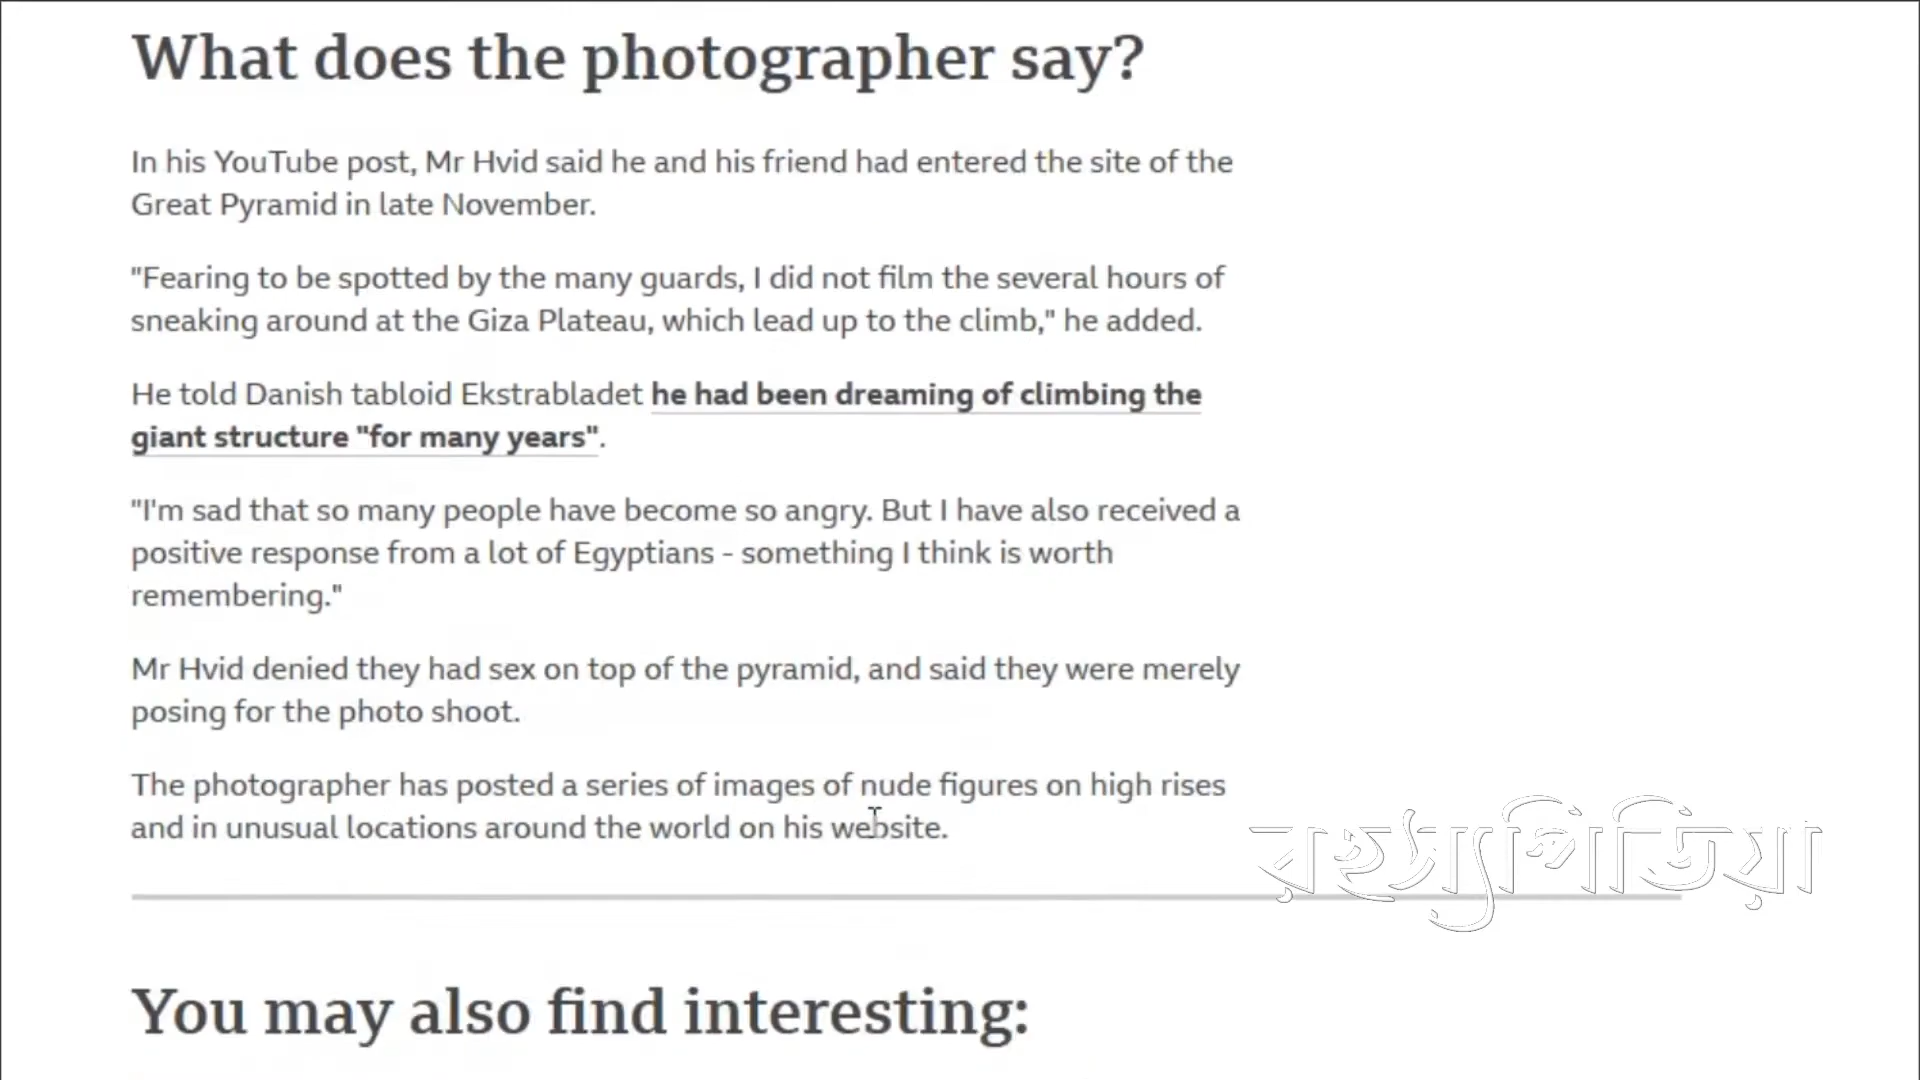 What does the photographer say?
In his YouTube post, Mr Hvid said he and his friend had entered the site of the
Great Pyramid in late November.
"Fearing to be spotted by the many guards, I did not film the several hours of
sneaking around at the Giza Plateau, which lead up to the climb," he added.
He told Danish tabloid Ekstrabladet he had been dreaming of climbing the
giant structure "for many years".
"I'm sad that so many people have become so angry. But I have also received a
positive response from a lot of Egyptians - something I think is worth
remembering."
Mr Hvid denied they had sex on top of the pyramid, and said they were merely
posing for the photo shoot.
The photographer has posted a series of images of nude figures on high rises
and in unusual locations around the world on his website.
রহস্যপিডিয়া
You may also find interesting: